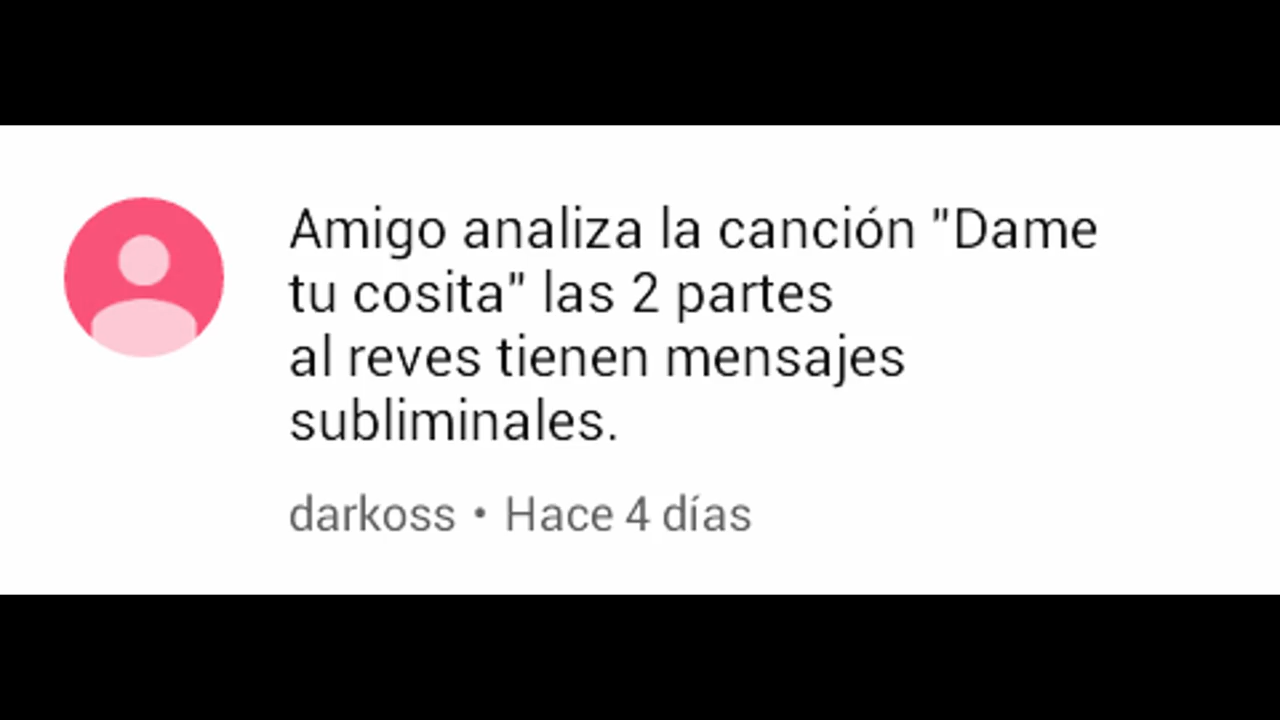 Amigo analiza la canción "Dame
tu cosita" las 2 partes
al reves tienen mensajes
subliminales.
darkoss • Hace 4 días